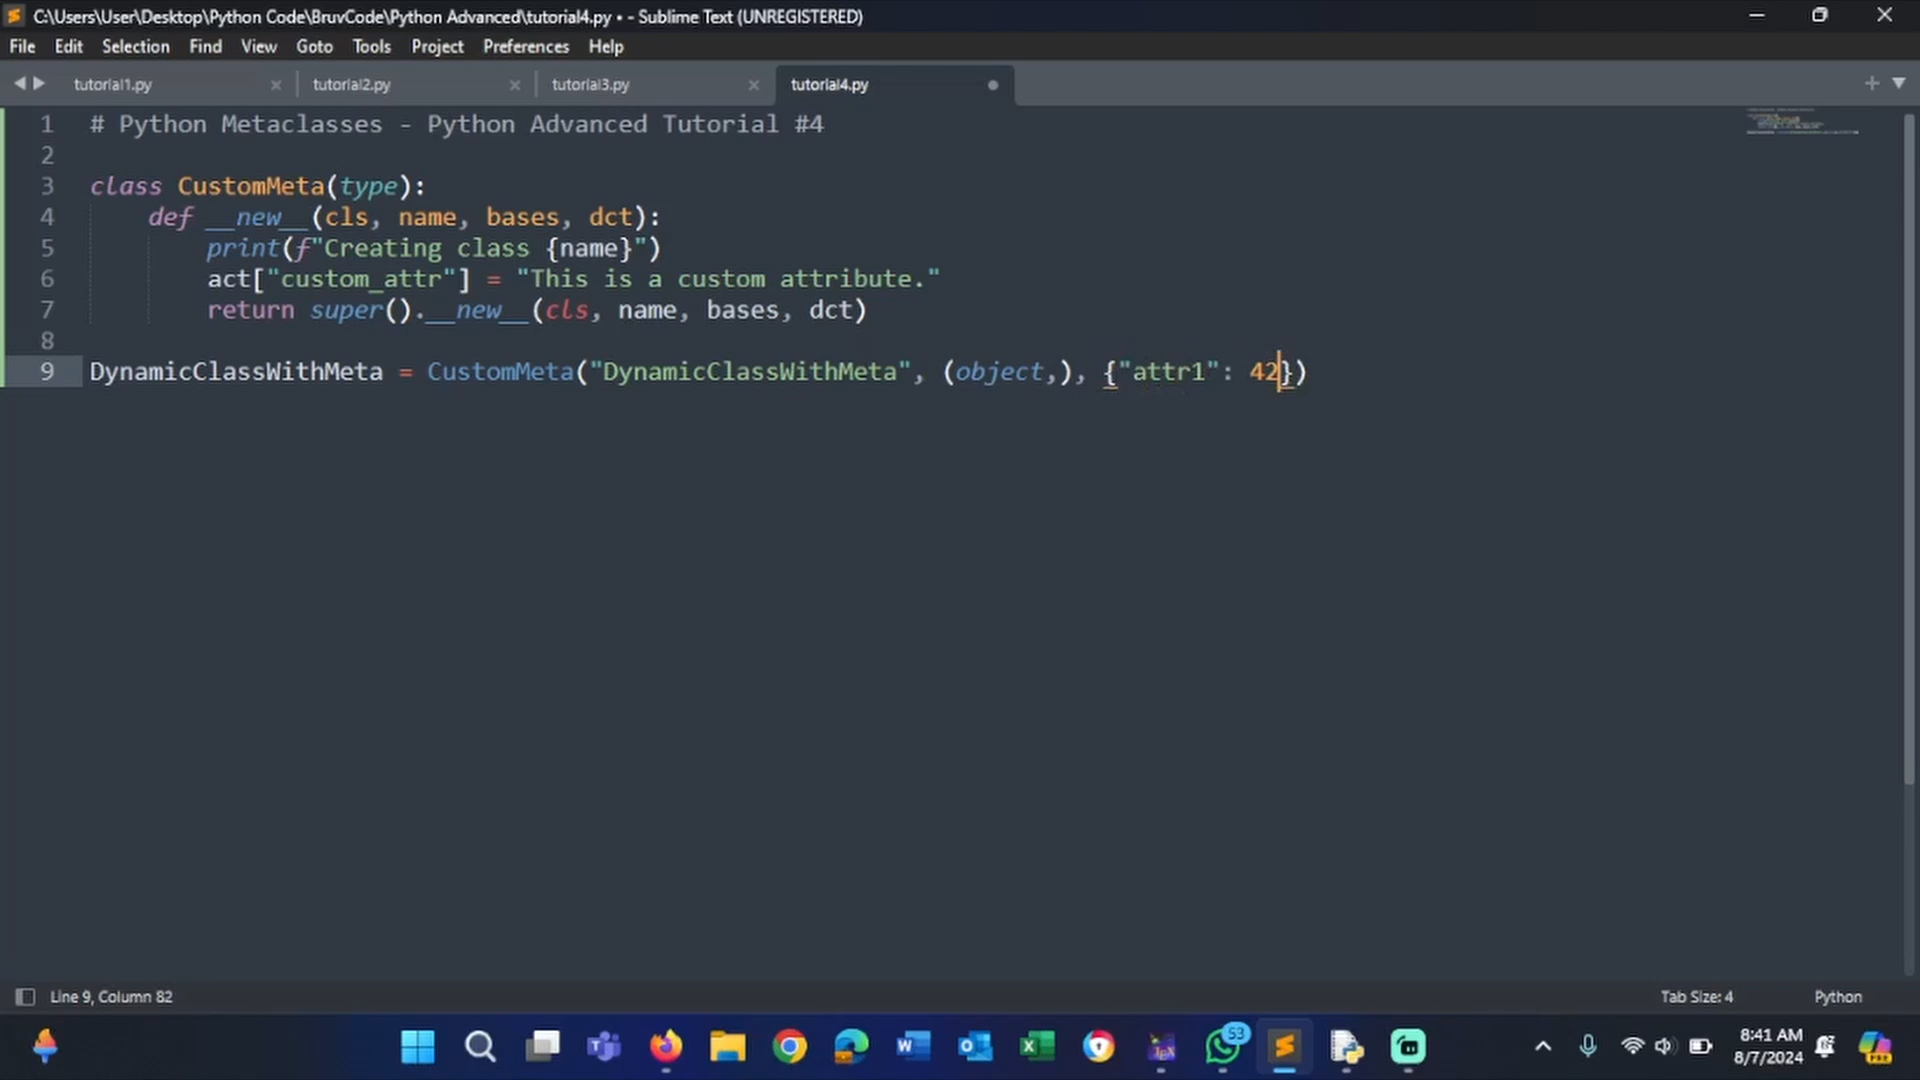 C:\Users\User\Desktop\Python Code\BruvCode\Python Advanced\tutorial4.py • - Sublime Text (UNREGISTERED)
File Edit Selection Find View Goto Tools Project Preferences Help
tutorial1.py tutorial2.py tutorial3.py tutorial4.py
1 # Python Metaclasses - Python Advanced Tutorial #4
2
3 class CustomMeta(type):
4 def __new__(cls, name, bases, dct):
5 print(f"Creating class {name}")
6 act["custom_attr"] = "This is a custom attribute."
7 return super().__new__(cls, name, bases, dct)
8
9 DynamicClassWithMeta = CustomMeta("DynamicClassWithMeta", (object,), {"attr1": 42})
Line 9, Column 82 Tab Size: 4 Python
53
8:41 AM
8/7/2024